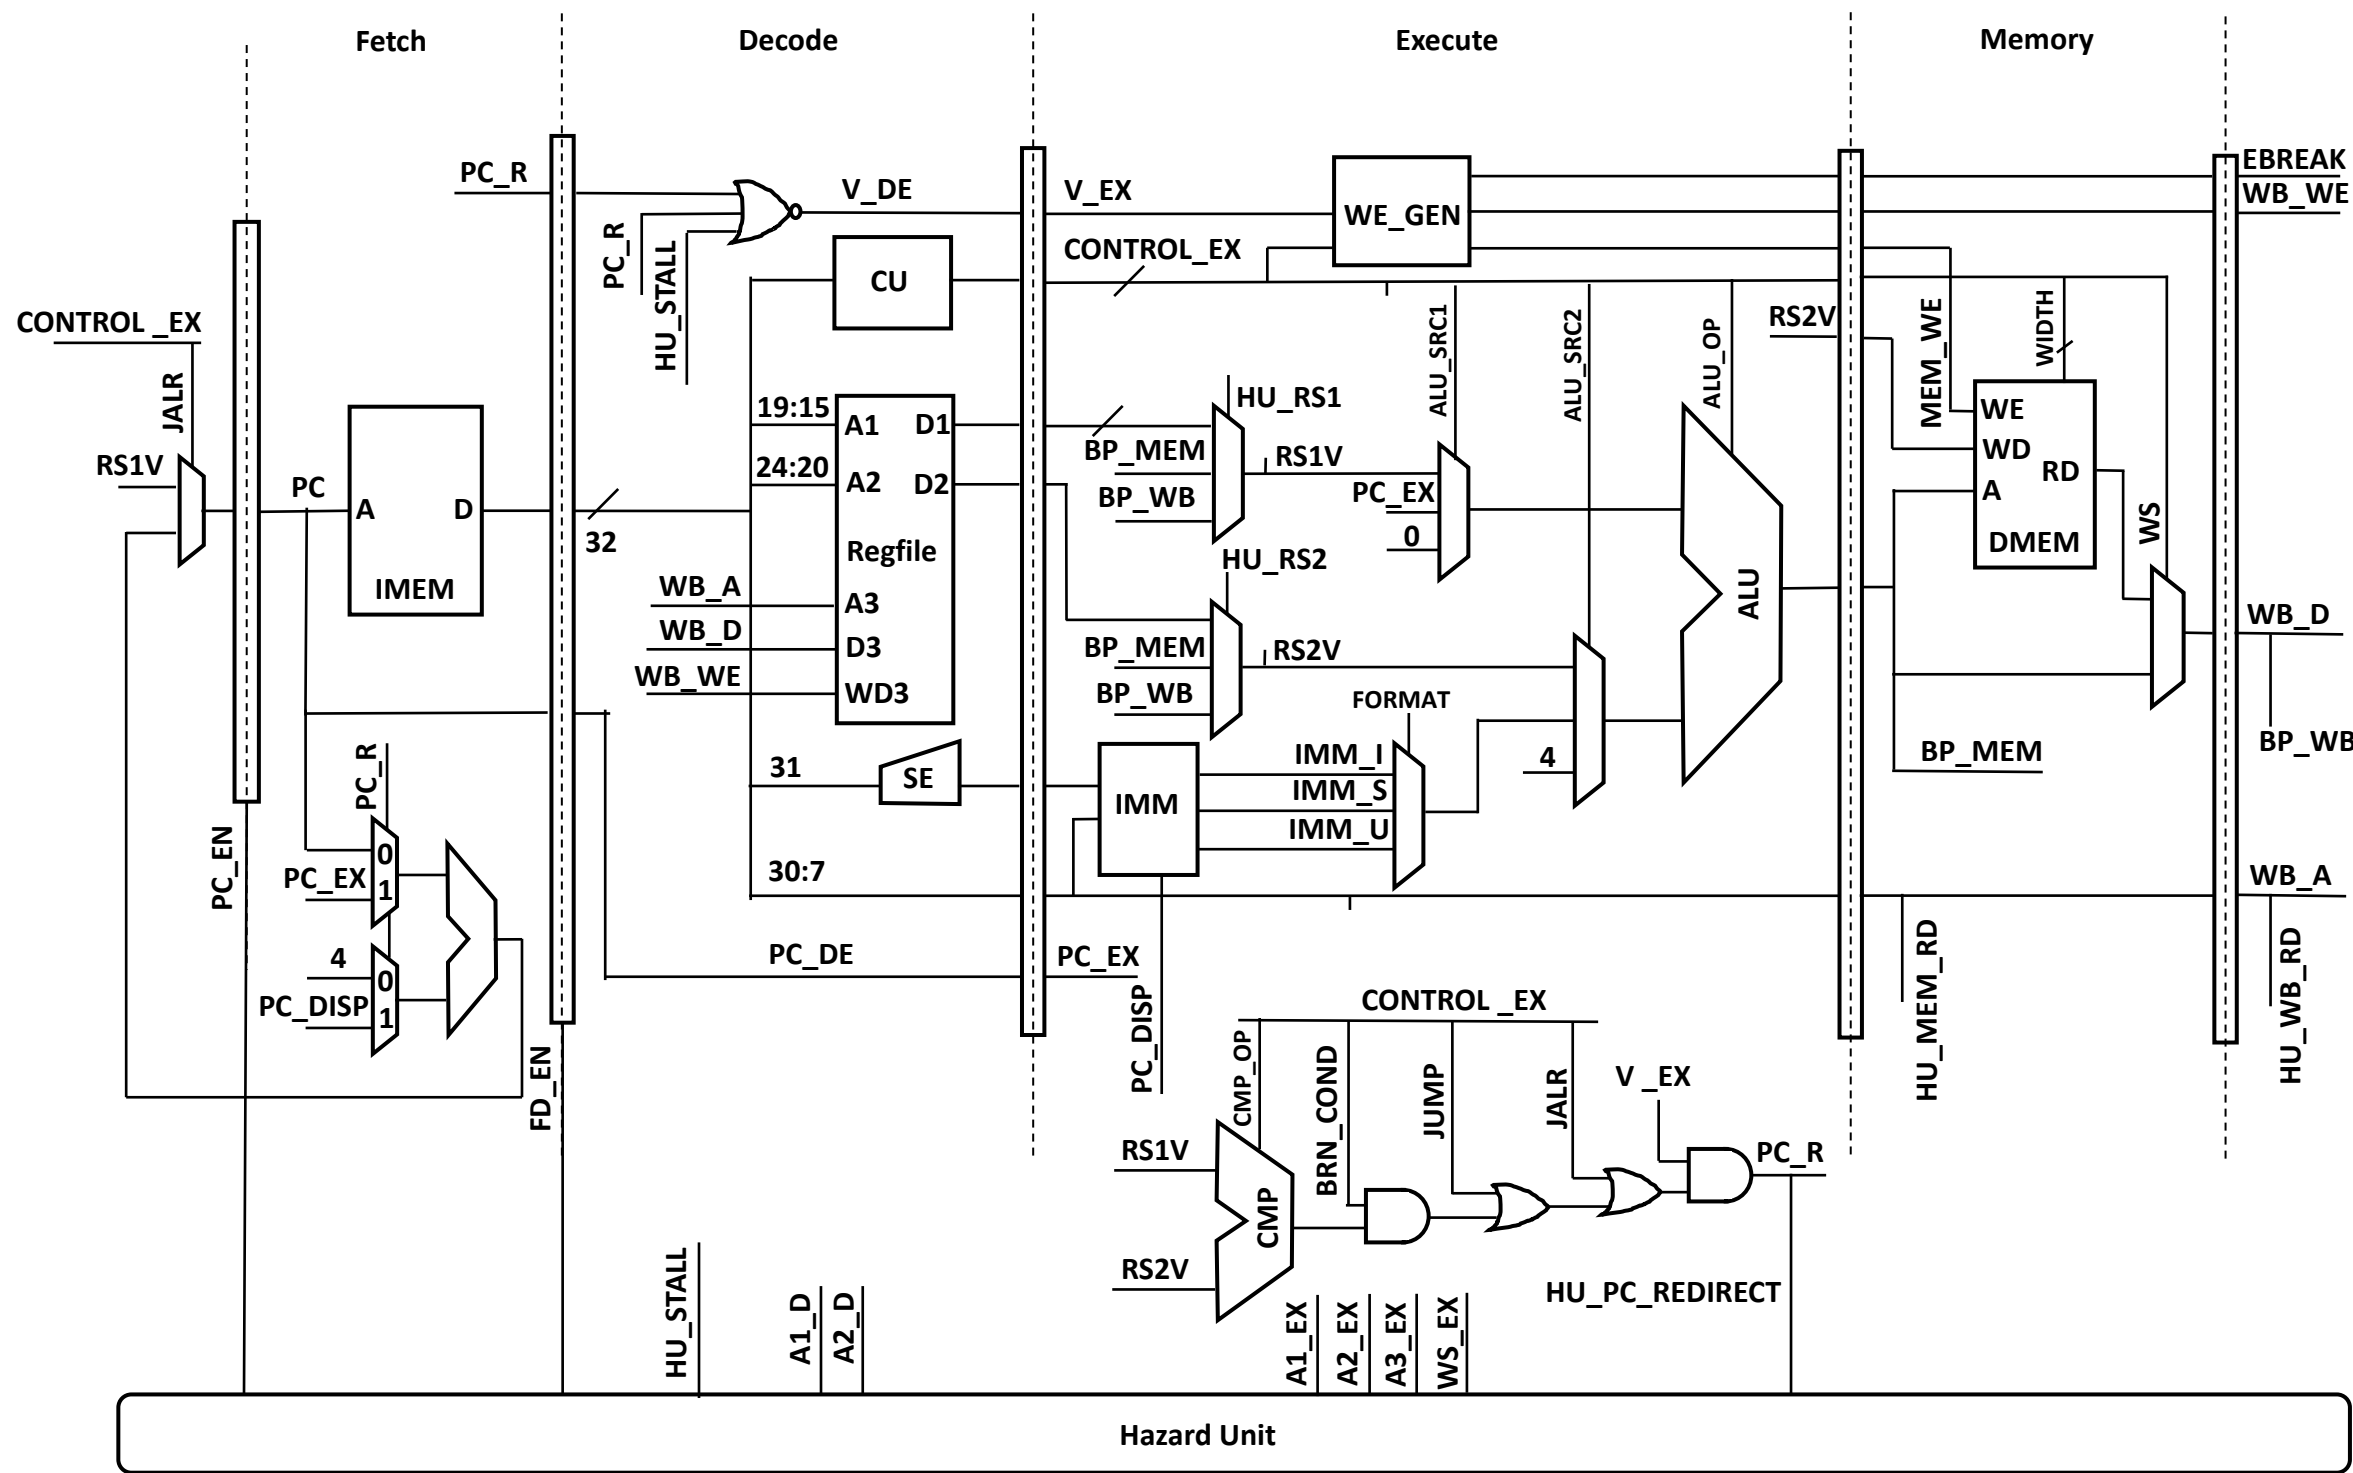 Fetch
Decode
Execute
Memory
PC_R
PC_R
HU_STALL
V_DE
V_EX
WE_GEN
EBREAK
WB_WE
CU
CONTROL_EX
CONTROL _EX
JALR
RS1V
PC
A
D
IMEM
32
19:15
24:20
A1
D1
A2
D2
Regfile
WB_A
A3
WB_D
D3
WB_WE
WD3
31
SE
30:7
PC_DE
PC_EX
HU_RS1
BP_MEM
BP_WB
RS1V
PC_EX
0
HU_RS2
BP_MEM
BP_WB
RS2V
FORMAT
IMM
IMM_I
IMM_S
IMM_U
4
ALU_SRC1
ALU_SRC2
ALU_OP
ALU
RS2V
MEM_WE
WIDTH
WE
WD
RD
A
DMEM
WS
WB_D
BP_WB
BP_MEM
WB_A
HU_MEM_RD
HU_WB_RD
PC_EN
PC_R
0
PC_EX
1
4
0
PC_DISP
1
FD_EN
PC_DISP
CONTROL _EX
CMP_OP
BRN_COND
JUMP
JALR
V _EX
PC_R
RS1V
CMP
RS2V
HU_PC_REDIRECT
HU_STALL
A1_D
A2_D
A1_EX
A2_EX
A3_EX
WS_EX
Hazard Unit